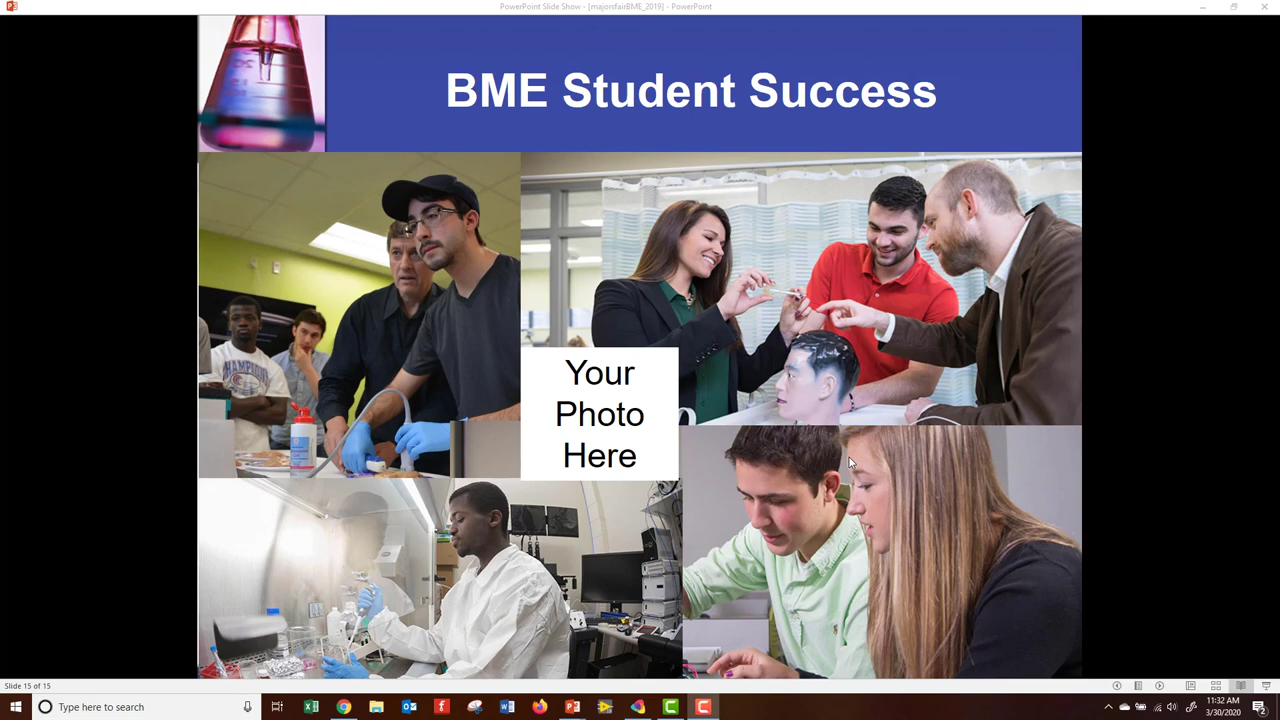 PowerPoint Slide Show - [majorsfairBME_2019] - PowerPoint
BME Student Success
CHAMPION
Your
Photo
Here
Slide 15 of 15
Type here to search
11:32 AM
3/30/2020
2